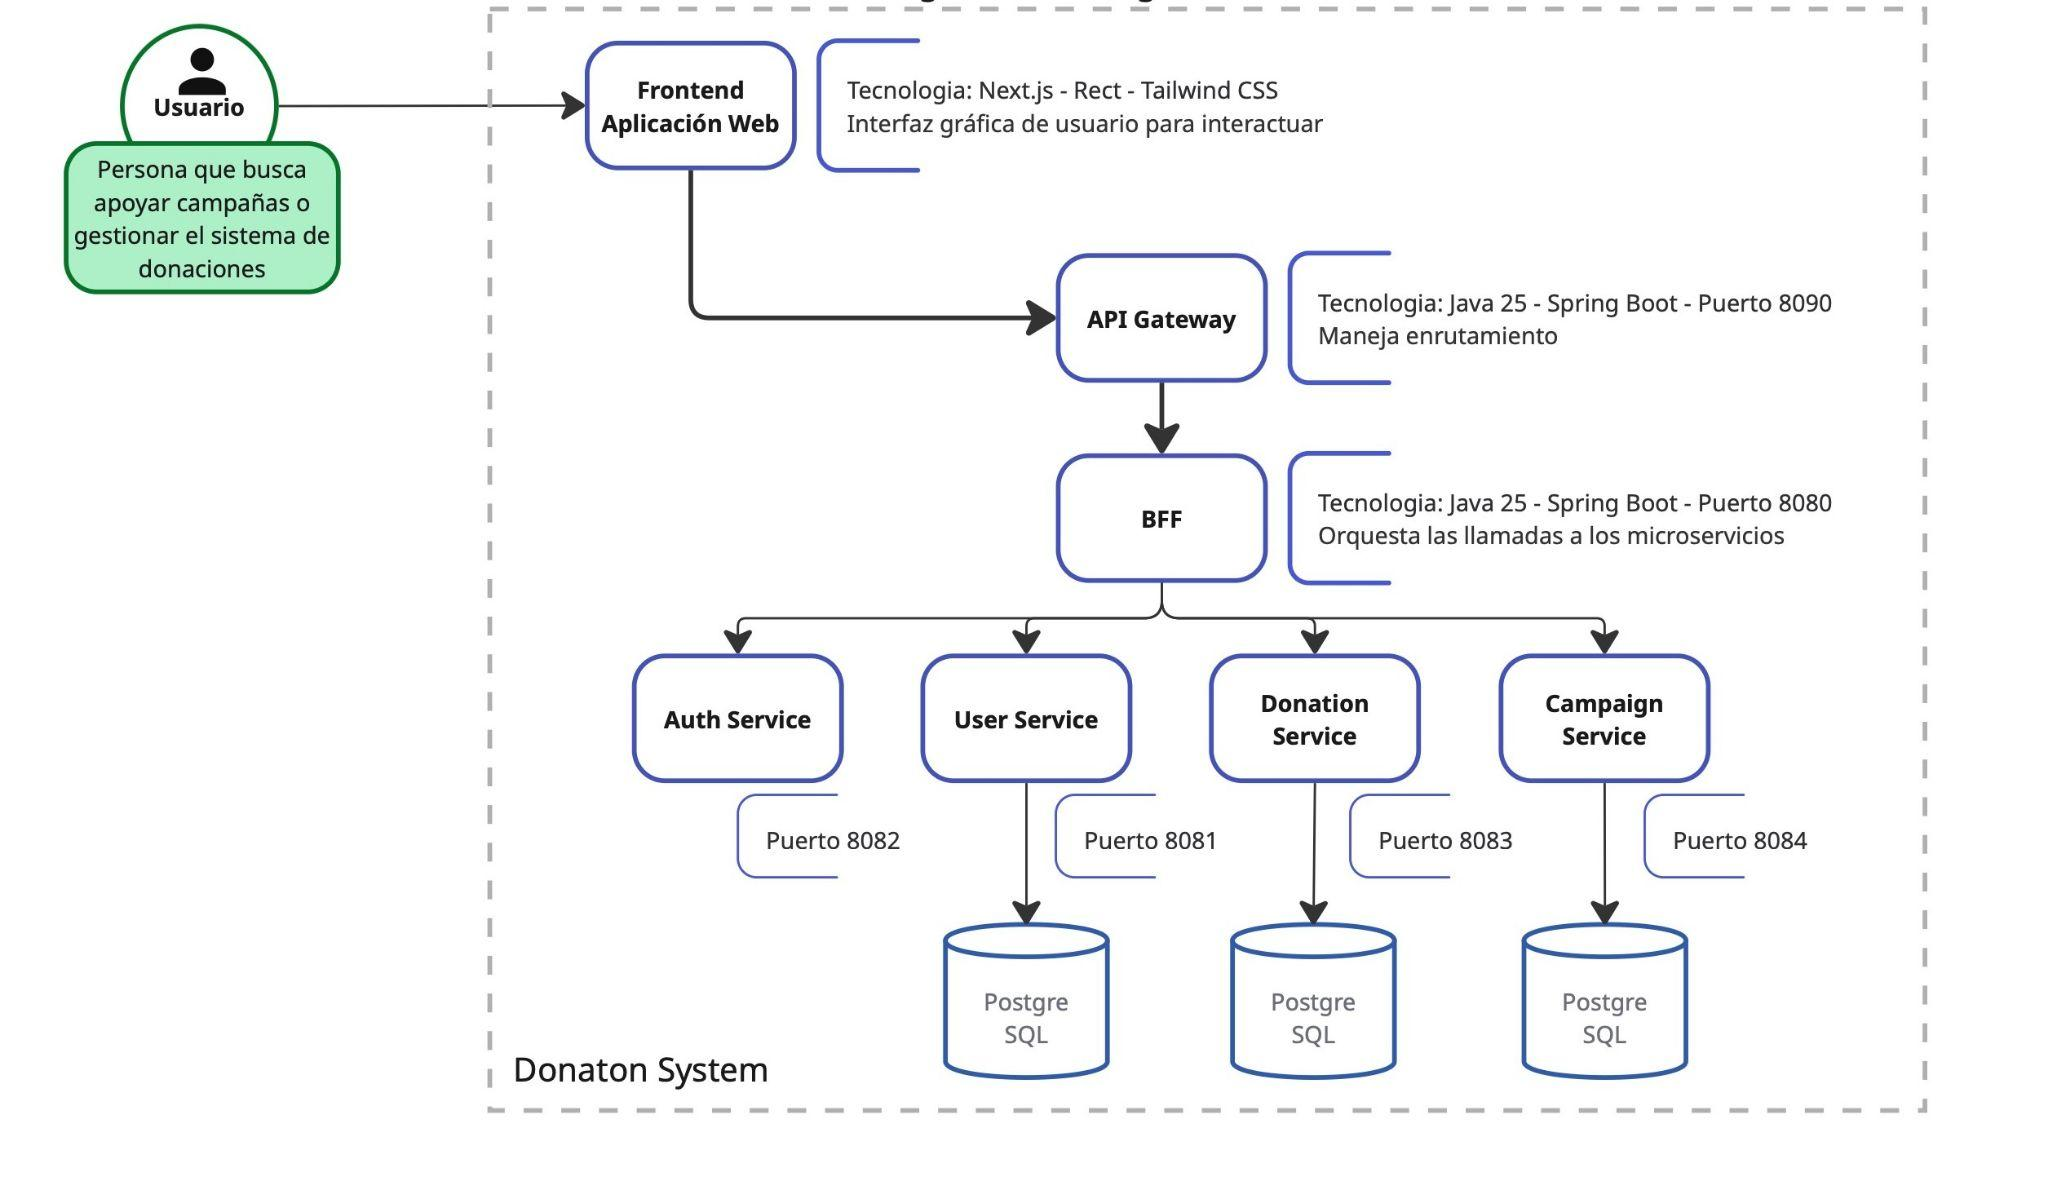 Usuario
Persona que busca
apoyar campañas o
gestionar el sistema de
donaciones
Frontend
Aplicación Web
Tecnologia: Next.js - Rect - Tailwind CSS
Interfaz gráfica de usuario para interactuar
API Gateway
Tecnologia: Java 25 - Spring Boot - Puerto 8090
Maneja enrutamiento
BFF
Tecnologia: Java 25 - Spring Boot - Puerto 8080
Orquesta las llamadas a los microservicios
Auth Service
User Service
Donation
Service
Campaign
Service
Puerto 8082
Puerto 8081
Puerto 8083
Puerto 8084
Postgre
SQL
Postgre
SQL
Postgre
SQL
Donaton System